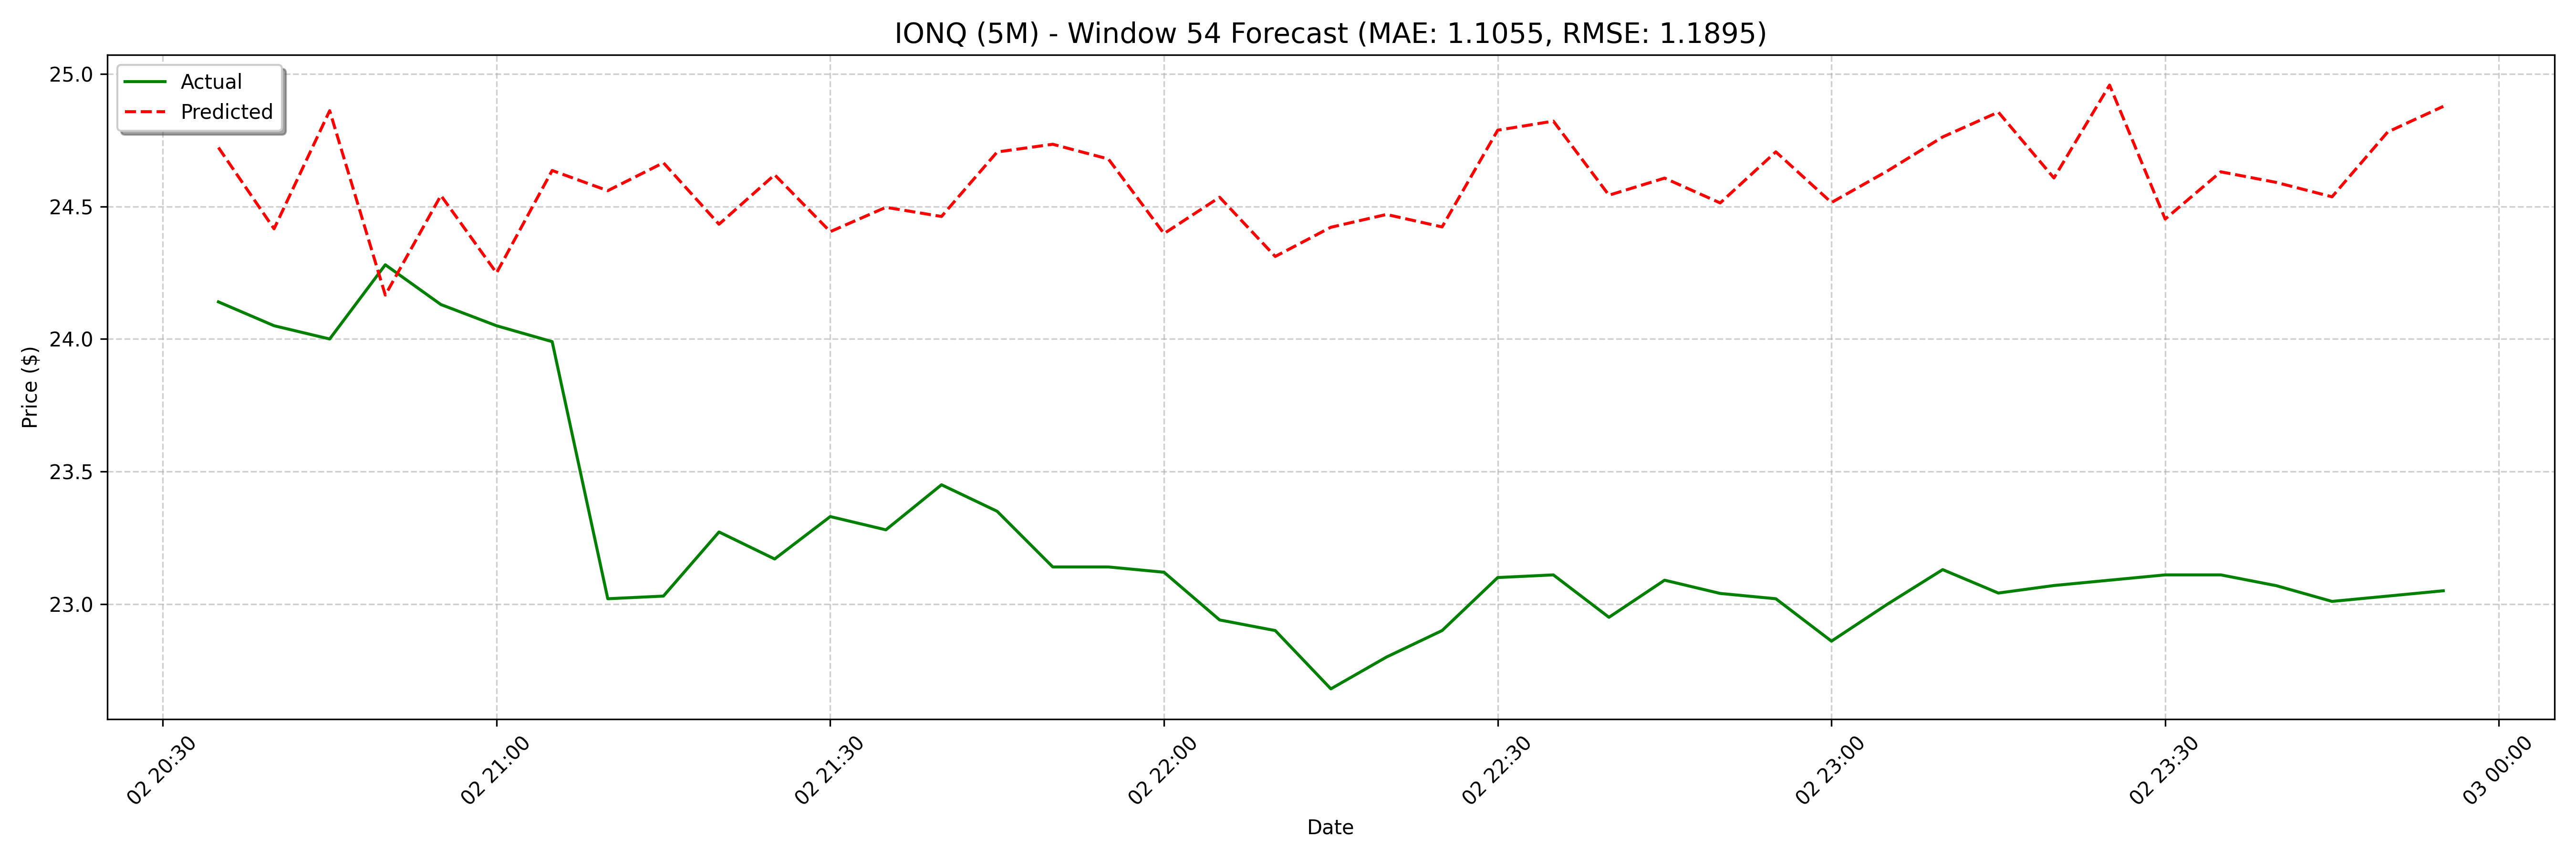 IONQ (5M) - Window 54 Forecast (MAE: 1.1055, RMSE: 1.1895)
Actual
Predicted
Price ($)
25.0
24.5
24.0
23.5
23.0
02 20:30
02 21:00
02 21:30
02 22:00
02 22:30
02 23:00
02 23:30
03 00:00
Date